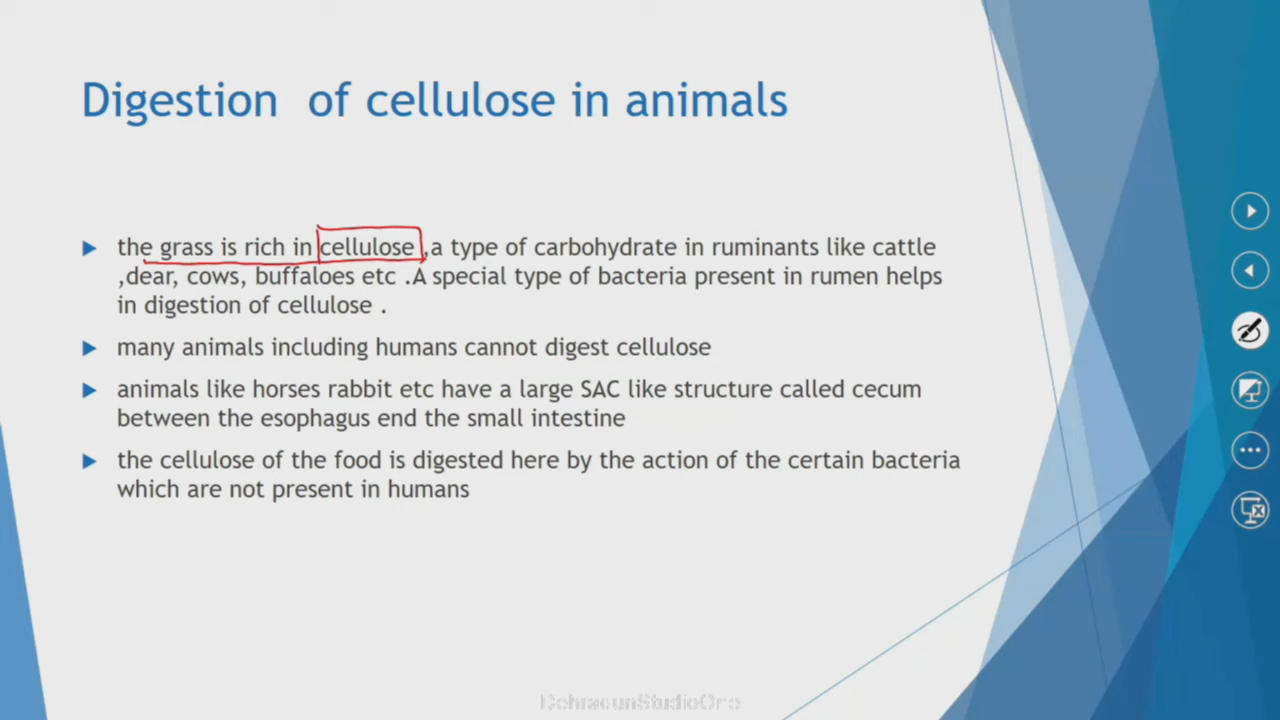 Digestion of cellulose in animals
the grass is rich in cellulose ,a type of carbohydrate in ruminants like cattle
,dear, cows, buffaloes etc .A special type of bacteria present in rumen helps
in digestion of cellulose .
many animals including humans cannot digest cellulose
animals like horses rabbit etc have a large SAC like structure called cecum
between the esophagus end the small intestine
the cellulose of the food is digested here by the action of the certain bacteria
which are not present in humans
DehradunStudioOne